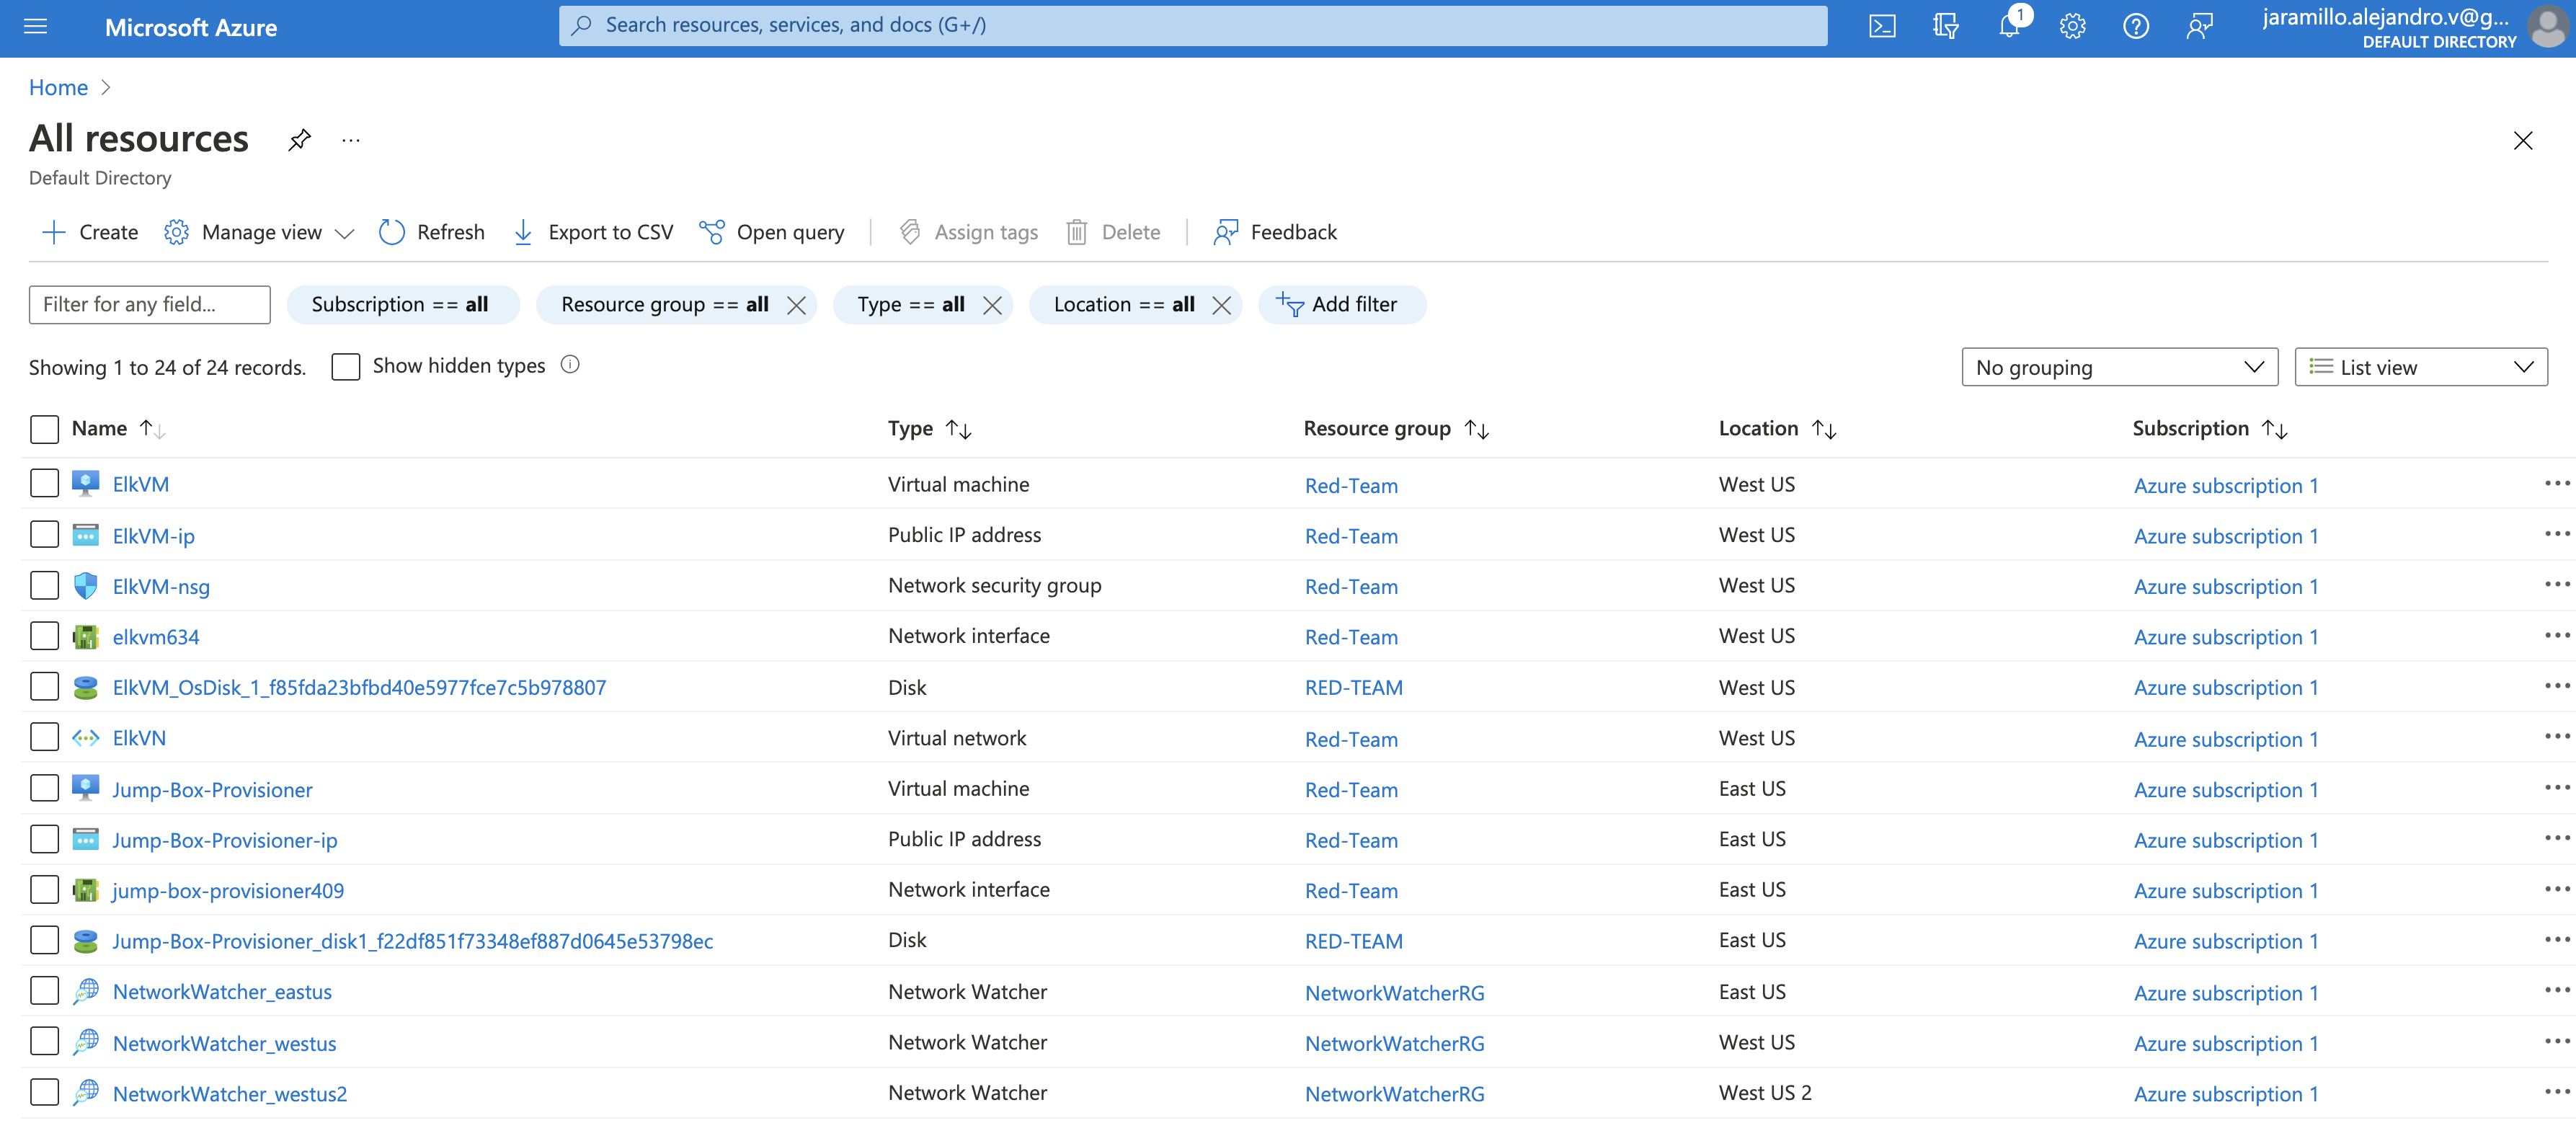 Microsoft Azure
Search resources, services, and docs (G+/)
1
jaramillo.alejandro.v@g...
DEFAULT DIRECTORY
Home
All resources
...
Default Directory
Create Manage view Refresh Export to CSV Open query Assign tags Delete Feedback
Filter for any field... Subscription == all Resource group == all Type == all Location == all Add filter
Showing 1 to 24 of 24 records. Show hidden types No grouping List view
Name Type Resource group Location Subscription
ElkVM Virtual machine Red-Team West US Azure subscription 1
ElkVM-ip Public IP address Red-Team West US Azure subscription 1
ElkVM-nsg Network security group Red-Team West US Azure subscription 1
elkvm634 Network interface Red-Team West US Azure subscription 1
ElkVM_OsDisk_1_f85fda23bfbd40e5977fce7c5b978807 Disk RED-TEAM West US Azure subscription 1
ElkVN Virtual network Red-Team West US Azure subscription 1
Jump-Box-Provisioner Virtual machine Red-Team East US Azure subscription 1
Jump-Box-Provisioner-ip Public IP address Red-Team East US Azure subscription 1
jump-box-provisioner409 Network interface Red-Team East US Azure subscription 1
Jump-Box-Provisioner_disk1_f22df851f73348ef887d0645e53798ec Disk RED-TEAM East US Azure subscription 1
NetworkWatcher_eastus Network Watcher NetworkWatcherRG East US Azure subscription 1
NetworkWatcher_westus Network Watcher NetworkWatcherRG West US Azure subscription 1
NetworkWatcher_westus2 Network Watcher NetworkWatcherRG West US 2 Azure subscription 1